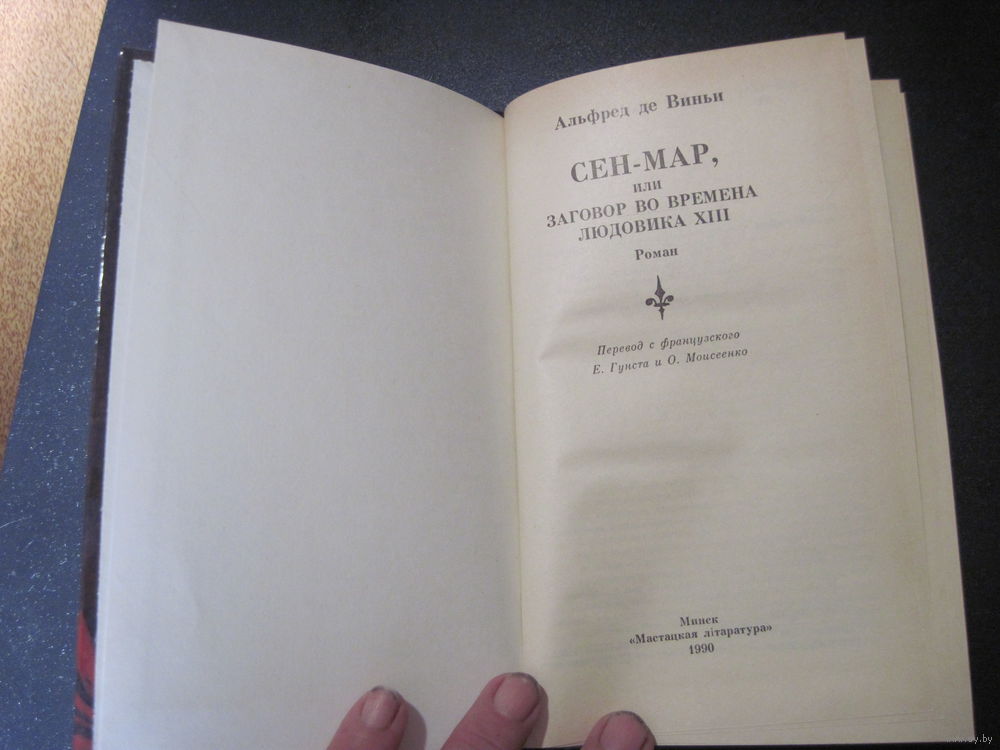 Альфред де Виньи
СЕН-МАР,
или
ЗАГОВОР ВО ВРЕМЕНА
ЛЮДОВИКА XIII
Роман
Перевод с французского
Е. Гунста и О. Моисеенко
Минск
«Мастацкая літаратура»
1990